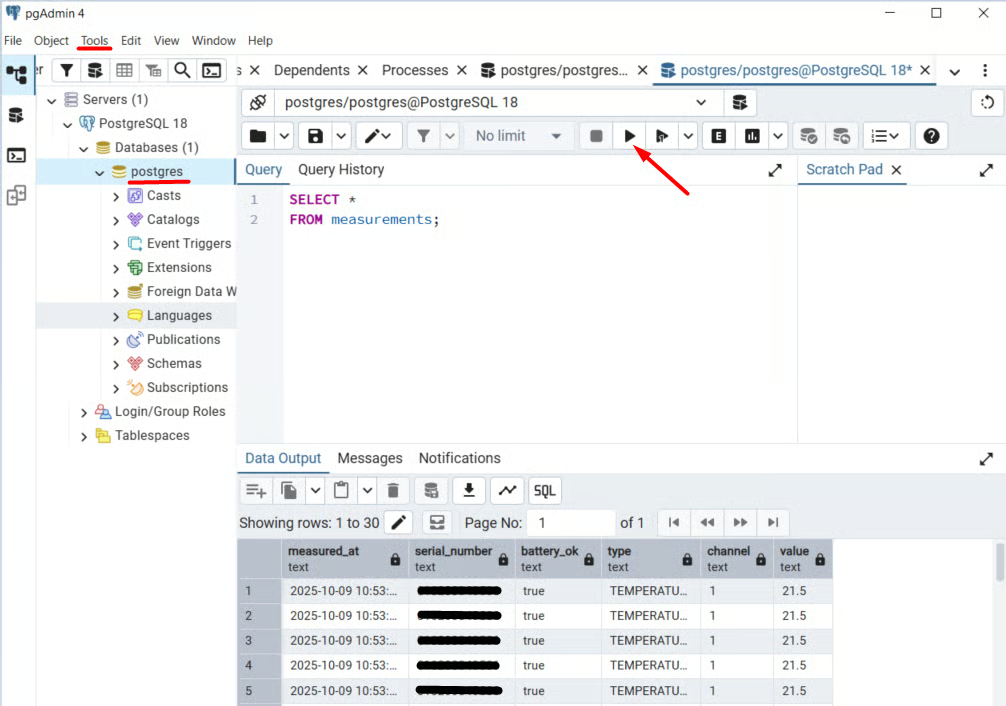 pgAdmin 4
File Object Tools Edit View Window Help
er s Dependents Processes postgres/postgres... postgres/postgres@PostgreSQL 18*
Servers (1)
PostgreSQL 18
Databases (1)
postgres
Casts
Catalogs
Event Triggers
Extensions
Foreign Data W
Languages
Publications
Schemas
Subscriptions
Login/Group Roles
Tablespaces
postgres/postgres@PostgreSQL 18
No limit E
Query Query History Scratch Pad
1 SELECT *
2 FROM measurements;
Data Output Messages Notifications
SQL
Showing rows: 1 to 30 Page No: 1 of 1
measured_at serial_number battery_ok type channel value
text text text text text text
1 2025-10-09 10:53:... true TEMPERATU... 1 21.5
2 2025-10-09 10:53:... true TEMPERATU... 1 21.5
3 2025-10-09 10:53:... true TEMPERATU... 1 21.5
4 2025-10-09 10:53:... true TEMPERATU... 1 21.5
5 2025-10-09 10:53:... true TEMPERATU... 1 21.5